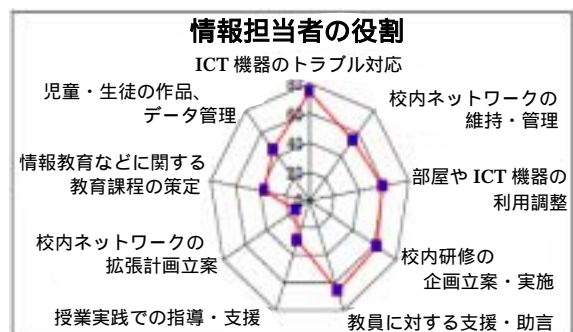 情報担当者の役割
ICT 機器のトラブル対応
校内ネットワークの
維持・管理
部屋や ICT 機器の
利用調整
校内研修の
企画立案・実施
教員に対する支援・助言
授業実践での指導・支援
校内ネットワークの
拡張計画立案
情報教育などに関する
教育課程の策定
児童・生徒の作品、
データ管理
80
60
40
20
0